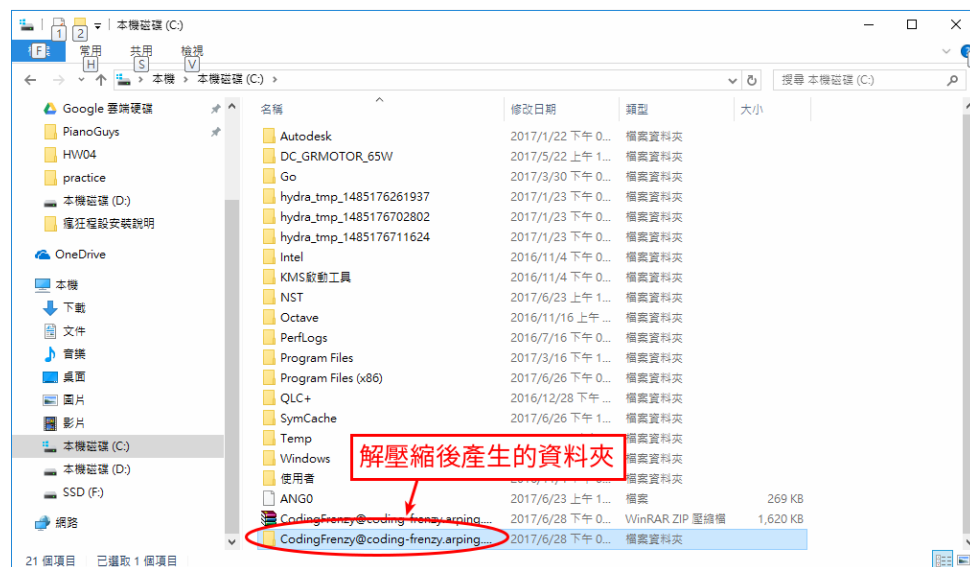 本機磁碟 (C:)
1 2
F 常用 共用 檢視
H S V
本機 本機磁碟 (C:) 搜尋 本機磁碟 (C:)
Google 雲端硬碟
PianoGuys
HW04
practice
本機磁碟 (D:)
瘋狂程設安裝說明
OneDrive
本機
下載
文件
音樂
桌面
圖片
影片
本機磁碟 (C:)
本機磁碟 (D:)
SSD (F:)
網路
名稱 修改日期 類型 大小
Autodesk 2017/1/22 下午 0... 檔案資料夾
DC_GRMOTOR_65W 2017/5/22 上午 1... 檔案資料夾
Go 2017/3/30 下午 0... 檔案資料夾
hydra_tmp_1485176261937 2017/1/23 下午 0... 檔案資料夾
hydra_tmp_1485176702802 2017/1/23 下午 0... 檔案資料夾
hydra_tmp_1485176711624 2017/1/23 下午 0... 檔案資料夾
Intel 2016/11/4 下午 0... 檔案資料夾
KMS啟動工具 2016/11/4 下午 0... 檔案資料夾
NST 2017/6/23 上午 1... 檔案資料夾
Octave 2016/11/16 上午 ... 檔案資料夾
PerfLogs 2016/7/16 下午 0... 檔案資料夾
Program Files 2017/3/16 下午 1... 檔案資料夾
Program Files (x86) 2017/6/26 下午 0... 檔案資料夾
QLC+ 2016/12/28 下午 ... 檔案資料夾
SymCache 2017/6/26 下午 1... 檔案資料夾
Temp
Windows
解壓縮後產生的資料夾
使用者 檔案資料夾
ANG0 2017/6/23 上午 1... 檔案 269 KB
CodingFrenzy@coding-frenzy.arping.... 2017/6/28 下午 0... WinRAR ZIP 壓縮檔 1,620 KB
CodingFrenzy@coding-frenzy.arping.... 2017/6/28 下午 0... 檔案資料夾
21 個項目 已選取 1 個項目